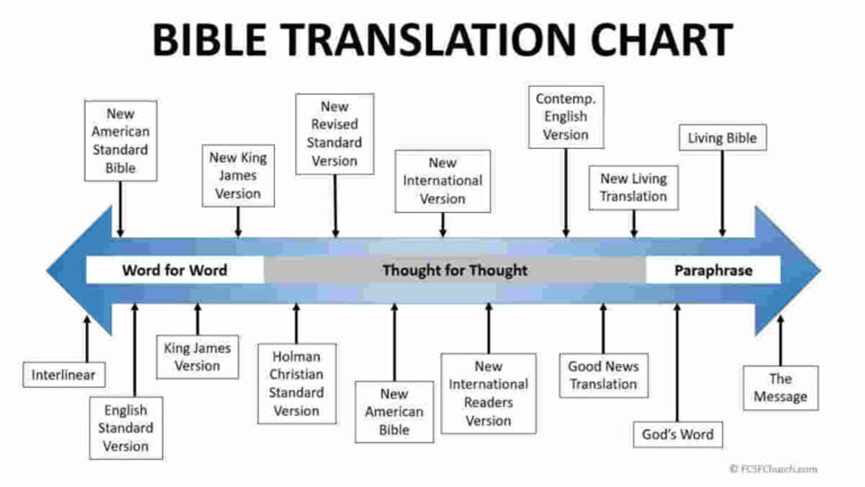 BIBLE TRANSLATION CHART
New
American
Standard
Bible
New King
James
Version
New
Revised
Standard
Version
New
International
Version
Contemp.
English
Version
New Living
Translation
Living Bible
Word for Word
Thought for Thought
Paraphrase
Interlinear
English
Standard
Version
King James
Version
Holman
Christian
Standard
Version
New
American
Bible
New
International
Readers
Version
Good News
Translation
God's Word
The
Message
© FCSFChurch.com